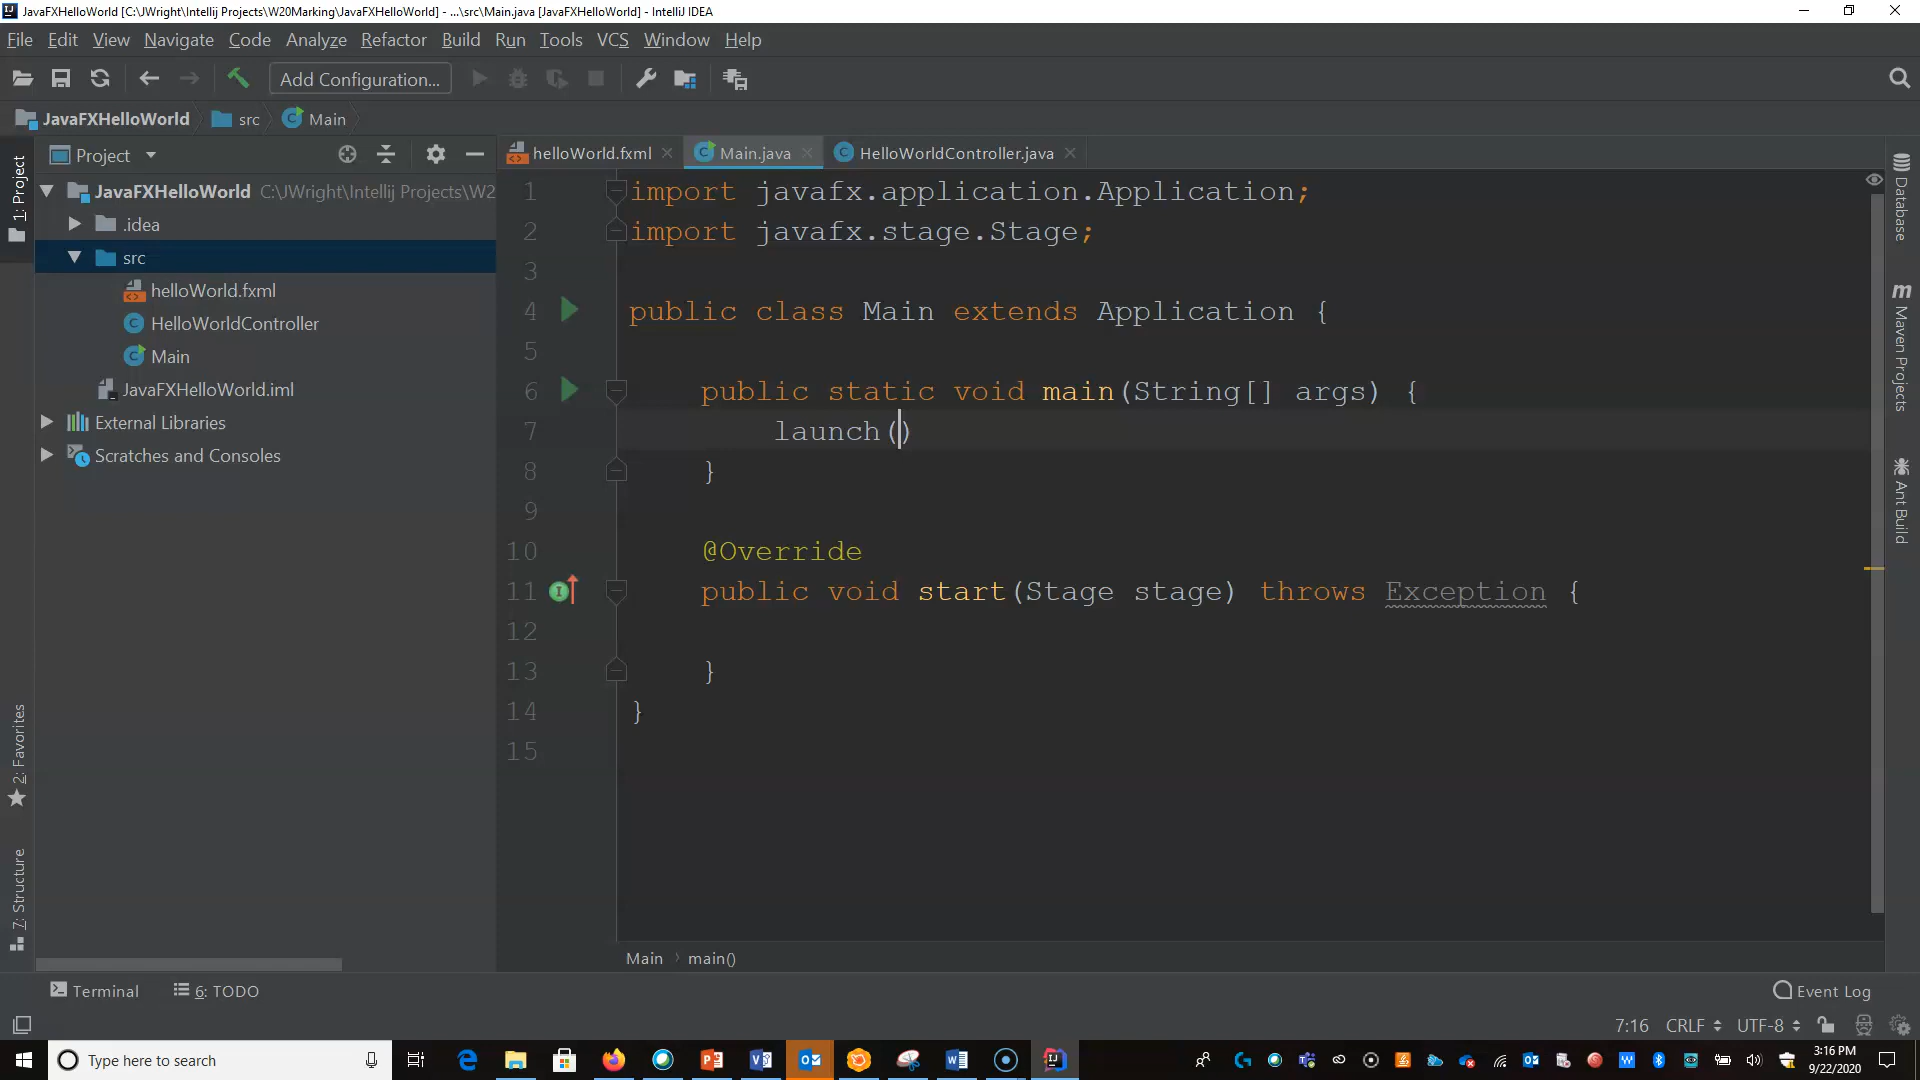 JavaFXHelloWorld [C:\JWright\Intellij Projects\W20Marking\JavaFXHelloWorld] - ...\src\Main.java [JavaFXHelloWorld] - IntelliJ IDEA
File Edit View Navigate Code Analyze Refactor Build Run Tools VCS Window Help
Add Configuration...
JavaFXHelloWorld src Main
Project
helloWorld.fxml Main.java HelloWorldController.java
JavaFXHelloWorld C:\JWright\Intellij Projects\W2
.idea
src
helloWorld.fxml
HelloWorldController
Main
JavaFXHelloWorld.iml
External Libraries
Scratches and Consoles
1: Project
2: Favorites
7: Structure
1 import javafx.application.Application;
2 import javafx.stage.Stage;
3
4 public class Main extends Application {
5
6 public static void main(String[] args) {
7 launch()
8 }
9
10 @Override
11 public void start(Stage stage) throws Exception {
12
13 }
14 }
15
Database
m Maven Projects
Ant Build
Main main()
Terminal 6: TODO Event Log
7:16 CRLF UTF-8
Type here to search
3:16 PM
9/22/2020